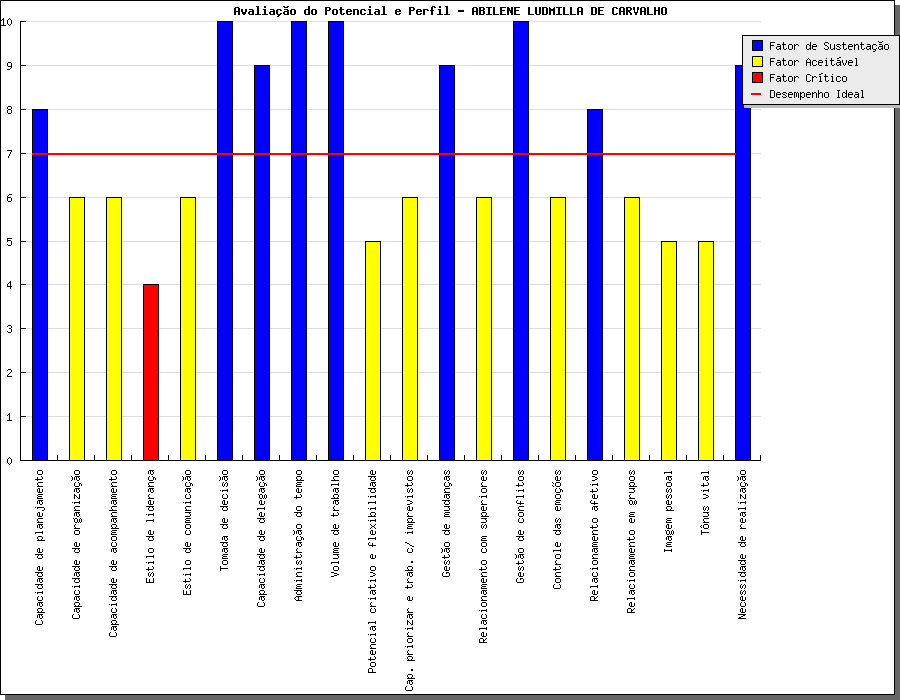 Avaliação do Potencial e Perfil - ABILENE LUDMILLA DE CARVALHO
Fator de Sustentação
Fator Aceitável
Fator Crítico
Desempenho Ideal
10
9
8
7
6
5
4
3
2
1
0
Capacidade de planejamento
Capacidade de organização
Capacidade de acompanhamento
Estilo de liderança
Estilo de comunicação
Tomada de decisão
Capacidade de delegação
Administração do tempo
Volume de trabalho
Potencial criativo e flexibilidade
Cap. priorizar e trab. c/ imprevistos
Gestão de mudanças
Relacionamento com superiores
Gestão de conflitos
Controle das emoções
Relacionamento afetivo
Relacionamento em grupos
Imagem pessoal
Tônus vital
Necessidade de realização